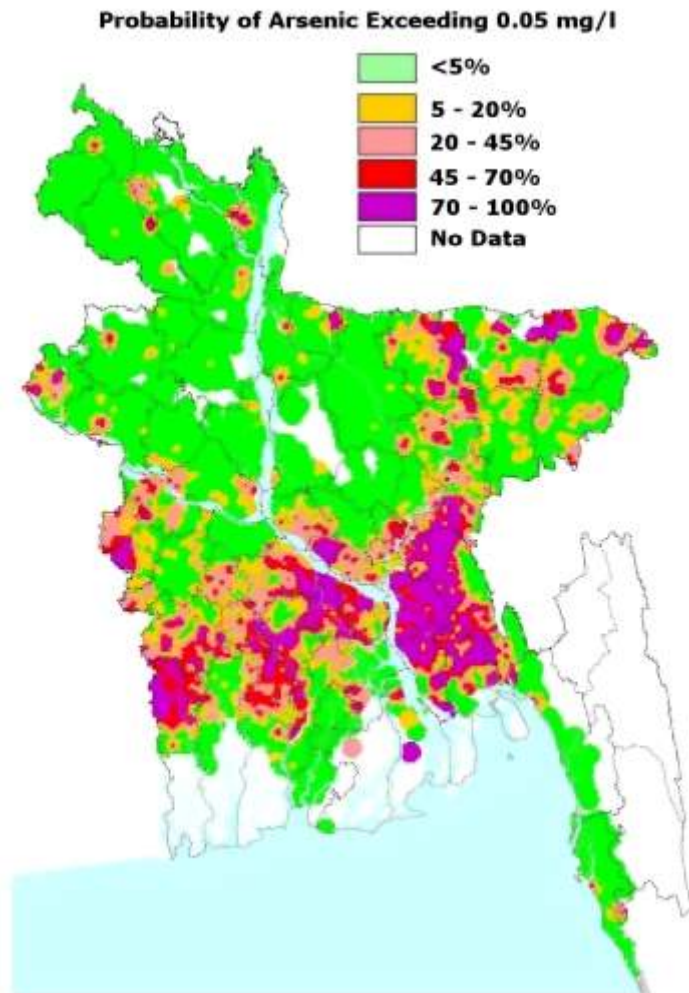 Probability of Arsenic Exceeding 0.05 mg/l
<5%
5 - 20%
20 - 45%
45 - 70%
70 - 100%
No Data